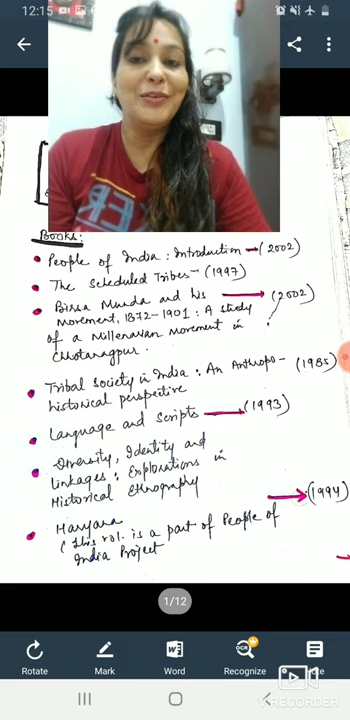 12:15
Books:
People of India: Introduction → (2002)
The Scheduled Tribes - (1997)
Birsa Munda and his → (2002)
Movement, 1872-1901: A study
of a Millenarian Movement in
Chhotanagpur.
Tribal Society in India: An Anthropo- (1985)
historical perspective
Language and Scripts → (1993)
Diversity, Identity and
Linkages: Explorations in
Historical Ethnography
Haryana → (1994)
(this vol. is a part of People of
India Project
1/12
Rotate Mark Word Recognize
VRECORDER